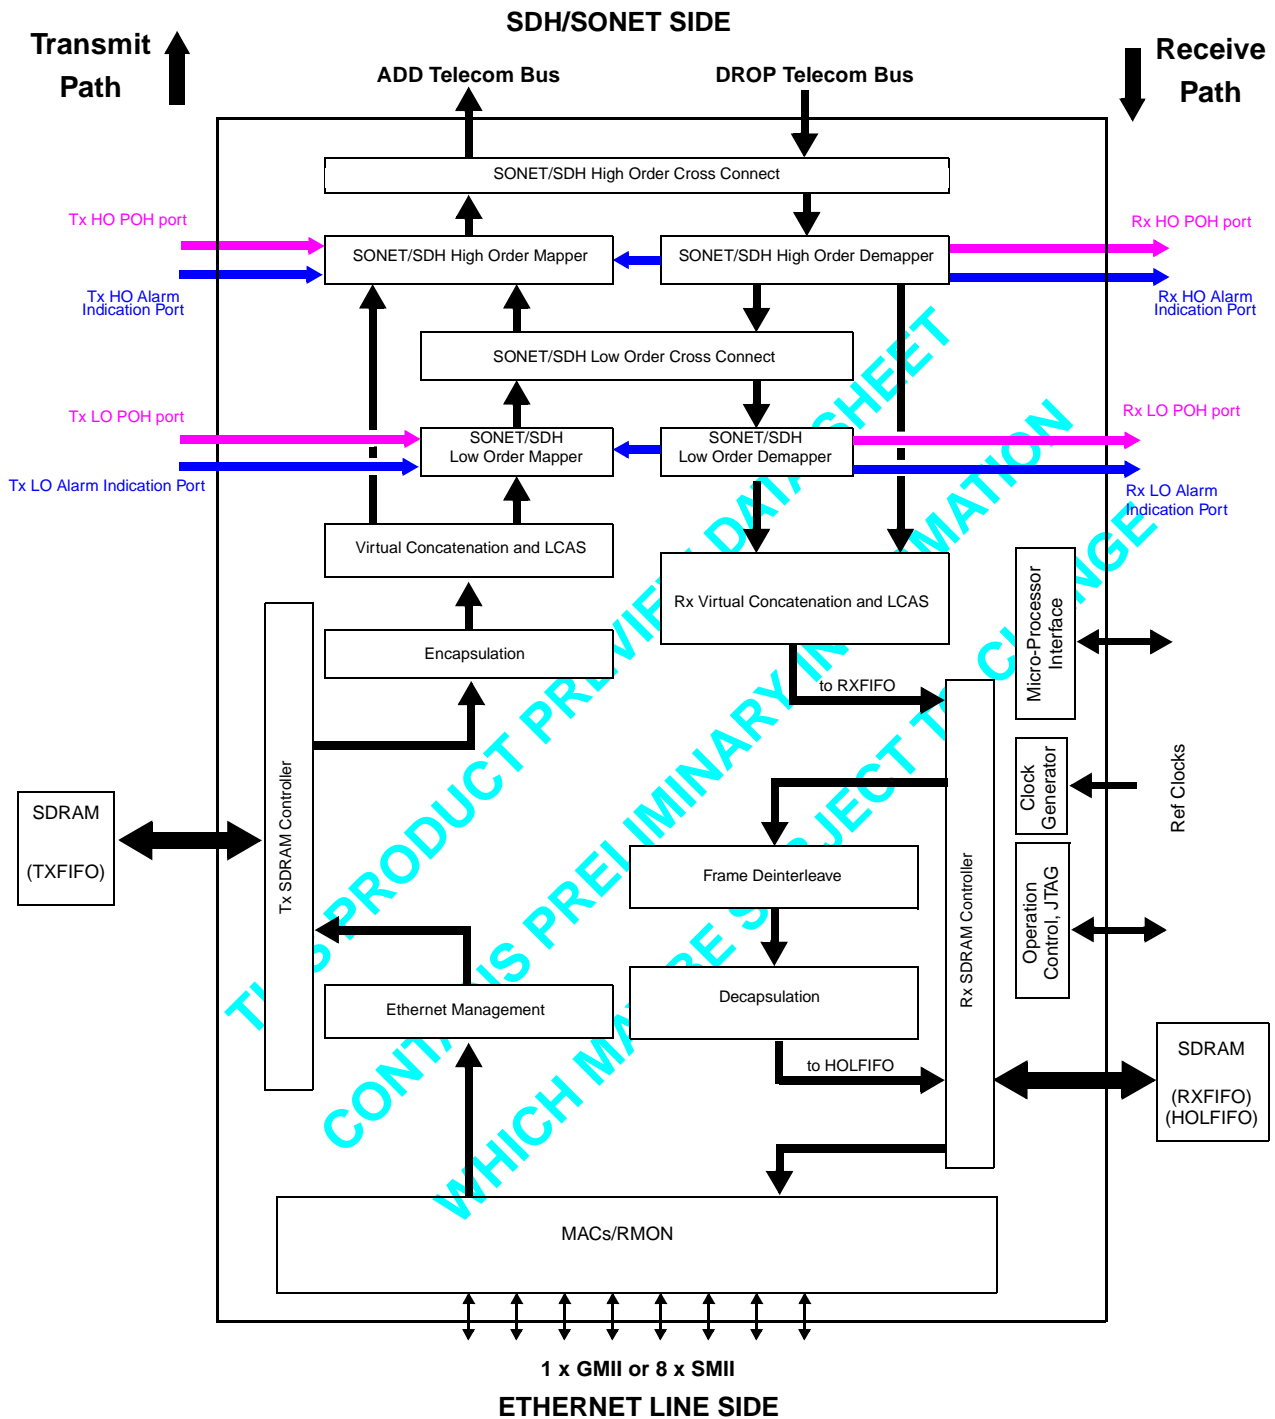 SDH/SONET SIDE
Transmit
Path
Receive
Path
ADD Telecom Bus
DROP Telecom Bus
SONET/SDH High Order Cross Connect
Tx HO POH port
Rx HO POH port
SONET/SDH High Order Mapper
SONET/SDH High Order Demapper
Tx HO Alarm
Indication Port
Rx HO Alarm
Indication Port
SONET/SDH Low Order Cross Connect
Tx LO POH port
Rx LO POH port
SONET/SDH
Low Order Mapper
SONET/SDH
Low Order Demapper
Tx LO Alarm Indication Port
Rx LO Alarm
Indication Port
Virtual Concatenation and LCAS
Rx Virtual Concatenation and LCAS
Micro-Processor
Interface
Encapsulation
to RXFIFO
Clock
Generator
Ref Clocks
SDRAM
(TXFIFO)
Tx SDRAM Controller
Frame Deinterleave
Rx SDRAM Controller
Operation
Control, JTAG
Decapsulation
Ethernet Management
to HOLFIFO
SDRAM
(RXFIFO)
(HOLFIFO)
MACs/RMON
1 x GMII or 8 x SMII
ETHERNET LINE SIDE
PRODUCT DATA SHEET
PRELIMINARY
WHICH